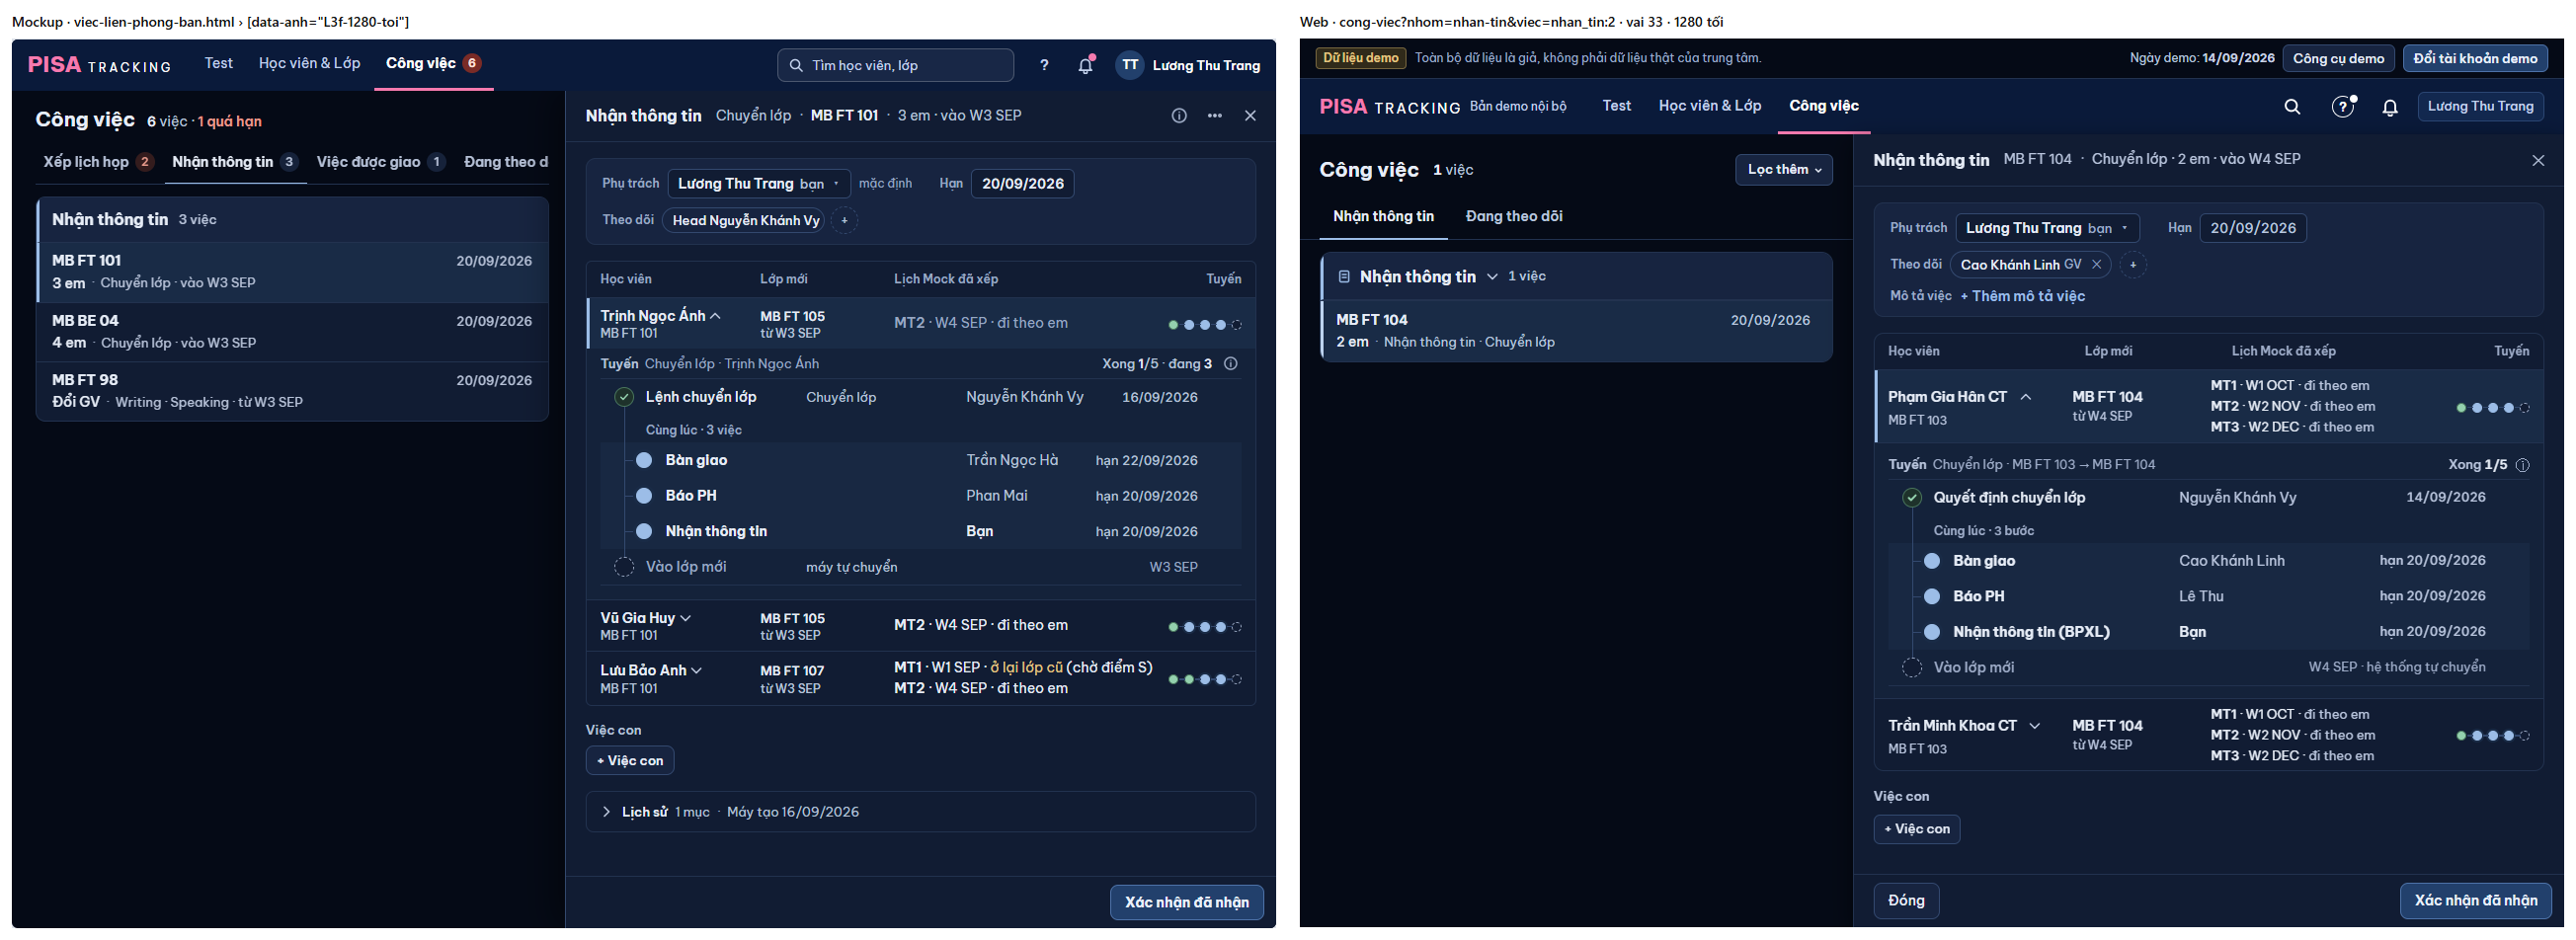 Mockup · viec-lien-phong-ban.html › [data-anh="L3f-1280-toi"]
PISA TRACKING Test Học viên & Lớp Công việc 6 Tìm học viên, lớp ? TT Lương Thu Trang
Công việc 6 việc · 1 quá hạn
Xếp lịch họp 2 Nhận thông tin 3 Việc được giao 1 Đang theo d
Nhận thông tin 3 việc
MB FT 101 20/09/2026
3 em · Chuyển lớp · vào W3 SEP
MB BE 04 20/09/2026
4 em · Chuyển lớp · vào W3 SEP
MB FT 98 20/09/2026
Đổi GV · Writing · Speaking · từ W3 SEP
Nhận thông tin Chuyển lớp · MB FT 101 · 3 em · vào W3 SEP
Phụ trách Lương Thu Trang bạn mặc định Hạn 20/09/2026
Theo dõi Head Nguyễn Khánh Vy +
Học viên Lớp mới Lịch Mock đã xếp Tuyến
Trịnh Ngọc Ánh MB FT 105 MT2 · W4 SEP · đi theo em
MB FT 101 từ W3 SEP
Tuyến Chuyển lớp · Trịnh Ngọc Ánh Xong 1/5 · đang 3
Lệnh chuyển lớp Chuyển lớp Nguyễn Khánh Vy 16/09/2026
Cùng lúc · 3 việc
Bàn giao Trần Ngọc Hà hạn 22/09/2026
Báo PH Phan Mai hạn 20/09/2026
Nhận thông tin Bạn hạn 20/09/2026
Vào lớp mới máy tự chuyển W3 SEP
Vũ Gia Huy MB FT 105 MT2 · W4 SEP · đi theo em
MB FT 101 từ W3 SEP
Lưu Bảo Anh MB FT 107 MT1 · W1 SEP · ở lại lớp cũ (chờ điểm S)
MB FT 101 từ W3 SEP MT2 · W4 SEP · đi theo em
Việc con
+ Việc con
Lịch sử 1 mục · Máy tạo 16/09/2026
Xác nhận đã nhận
Web · cong-viec?nhom=nhan-tin&viec=nhan_tin:2 · vai 33 · 1280 tối
Dữ liệu demo Toàn bộ dữ liệu là giả, không phải dữ liệu thật của trung tâm. Ngày demo: 14/09/2026 Công cụ demo Đổi tài khoản demo
PISA TRACKING Bản demo nội bộ Test Học viên & Lớp Công việc ? Lương Thu Trang
Công việc 1 việc Lọc thêm
Nhận thông tin Đang theo dõi
Nhận thông tin 1 việc
MB FT 104 20/09/2026
2 em · Nhận thông tin · Chuyển lớp
Nhận thông tin MB FT 104 · Chuyển lớp · 2 em · vào W4 SEP
Phụ trách Lương Thu Trang bạn Hạn 20/09/2026
Theo dõi Cao Khánh Linh GV +
Mô tả việc + Thêm mô tả việc
Học viên Lớp mới Lịch Mock đã xếp Tuyến
MT1 · W1 OCT · đi theo em
Phạm Gia Hân CT MB FT 104 MT2 · W2 NOV · đi theo em
MB FT 103 từ W4 SEP MT3 · W2 DEC · đi theo em
Tuyến Chuyển lớp · MB FT 103 → MB FT 104 Xong 1/5
Quyết định chuyển lớp Nguyễn Khánh Vy 14/09/2026
Cùng lúc · 3 bước
Bàn giao Cao Khánh Linh hạn 20/09/2026
Báo PH Lê Thu hạn 20/09/2026
Nhận thông tin (BPXL) Bạn hạn 20/09/2026
Vào lớp mới W4 SEP · hệ thống tự chuyển
MT1 · W1 OCT · đi theo em
Trần Minh Khoa CT MB FT 104 MT2 · W2 NOV · đi theo em
MB FT 103 từ W4 SEP MT3 · W2 DEC · đi theo em
Việc con
+ Việc con
Đóng Xác nhận đã nhận